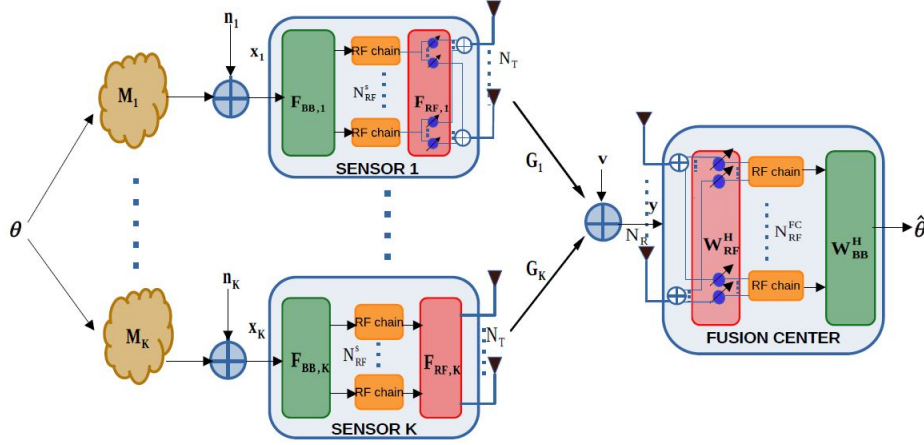 θ
M₁
n₁
x₁
F_BB,1
RF chain
N^s_RF
RF chain
F_RF,1
N_T
SENSOR 1
M_K
n_K
x_K
F_BB,K
RF chain
N^s_RF
RF chain
F_RF,K
N_T
SENSOR K
G₁
G_K
v
y
N_R
W^H_RF
RF chain
N^FC_RF
RF chain
W^H_BB
FUSION CENTER
θ̂